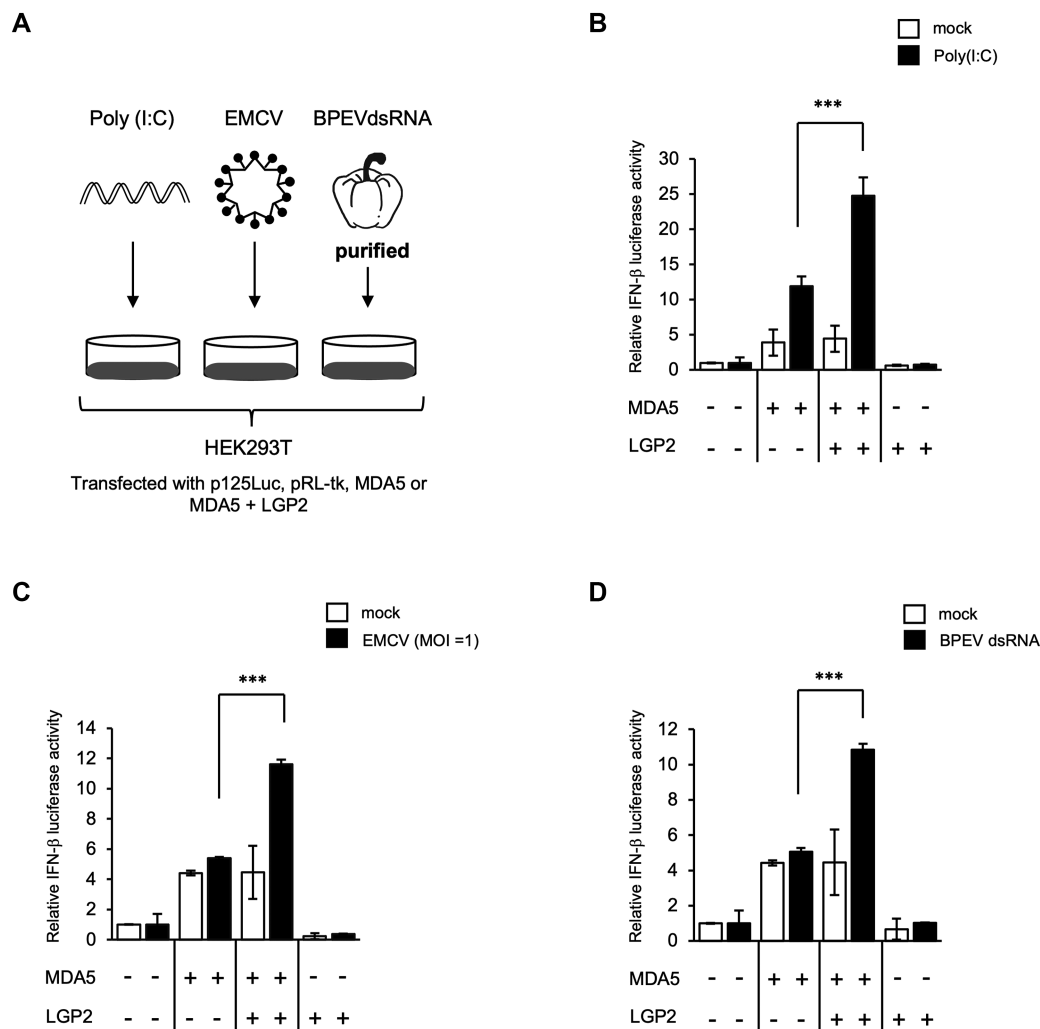 A
Poly (I:C) EMCV BPEVdsRNA
purified
HEK293T
Transfected with p125Luc, pRL-tk, MDA5 or
MDA5 + LGP2
B
mock
Poly(I:C)
***
Relative IFN-β luciferase activity
30
25
20
15
10
5
0
MDA5 - - + + + + - -
LGP2 - - - - + + + +
C
mock
EMCV (MOI =1)
***
Relative IFN-β luciferase activity
14
12
10
8
6
4
2
0
MDA5 - - + + + + - -
LGP2 - - - - + + + +
D
mock
BPEV dsRNA
***
Relative IFN-β luciferase activity
12
10
8
6
4
2
0
MDA5 - - + + + + - -
LGP2 - - - - + + + +